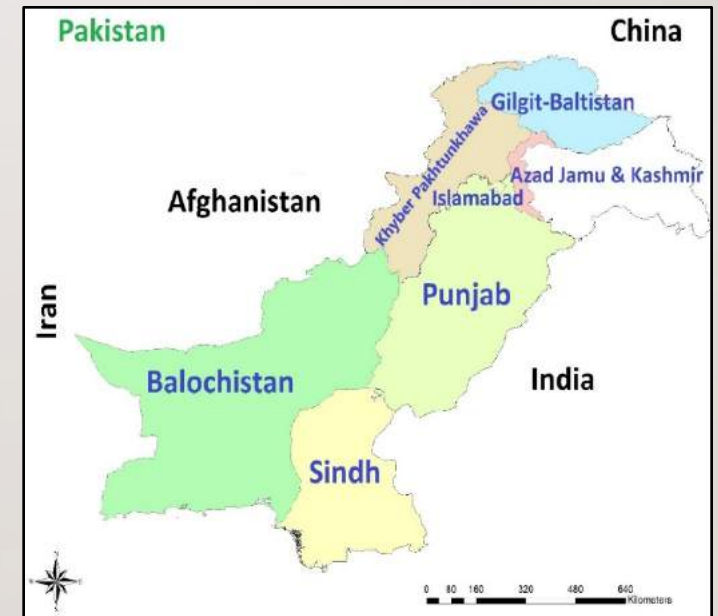 Pakistan
China
Gilgit-Baltistan
Khyber Pakhtunkhawa
Azad Jamu & Kashmir
Afghanistan
Islamabad
Iran
Punjab
India
Balochistan
Sindh
0 80 160 320 480 640
Kilometers